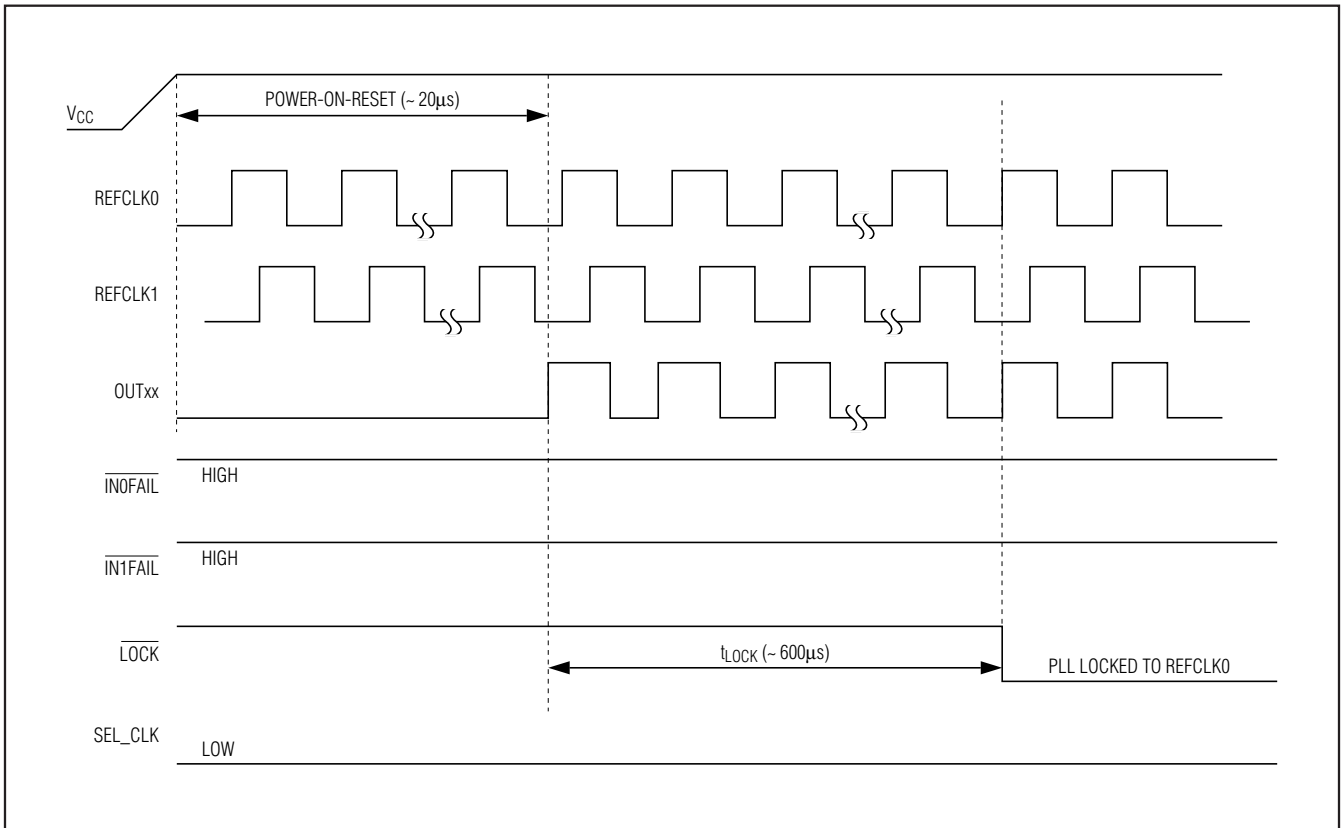 VCC
POWER-ON-RESET (~ 20μs)
REFCLK0
REFCLK1
OUTxx
IN0FAIL
HIGH
IN1FAIL
HIGH
LOCK
tLOCK (~ 600μs)
PLL LOCKED TO REFCLK0
SEL_CLK
LOW